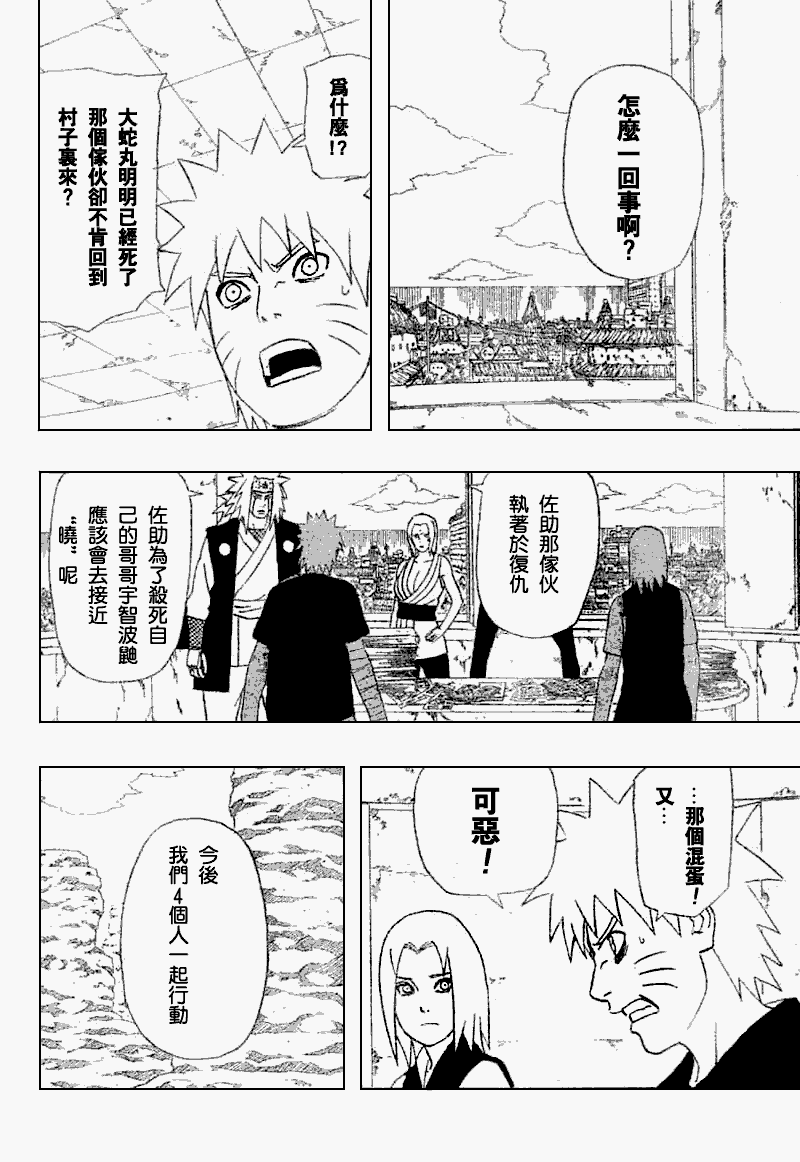 怎麼一回事啊?
爲什麼!?
大蛇丸明明已經死了
那個傢伙卻不肯回到
村子裏來?
佐助那傢伙
執著於復仇
佐助為了殺死自
己的哥哥宇智波鼬
應該會去接近
“曉”呢
…那個混蛋!
又…
可惡!
今後
我們4個人一起行動